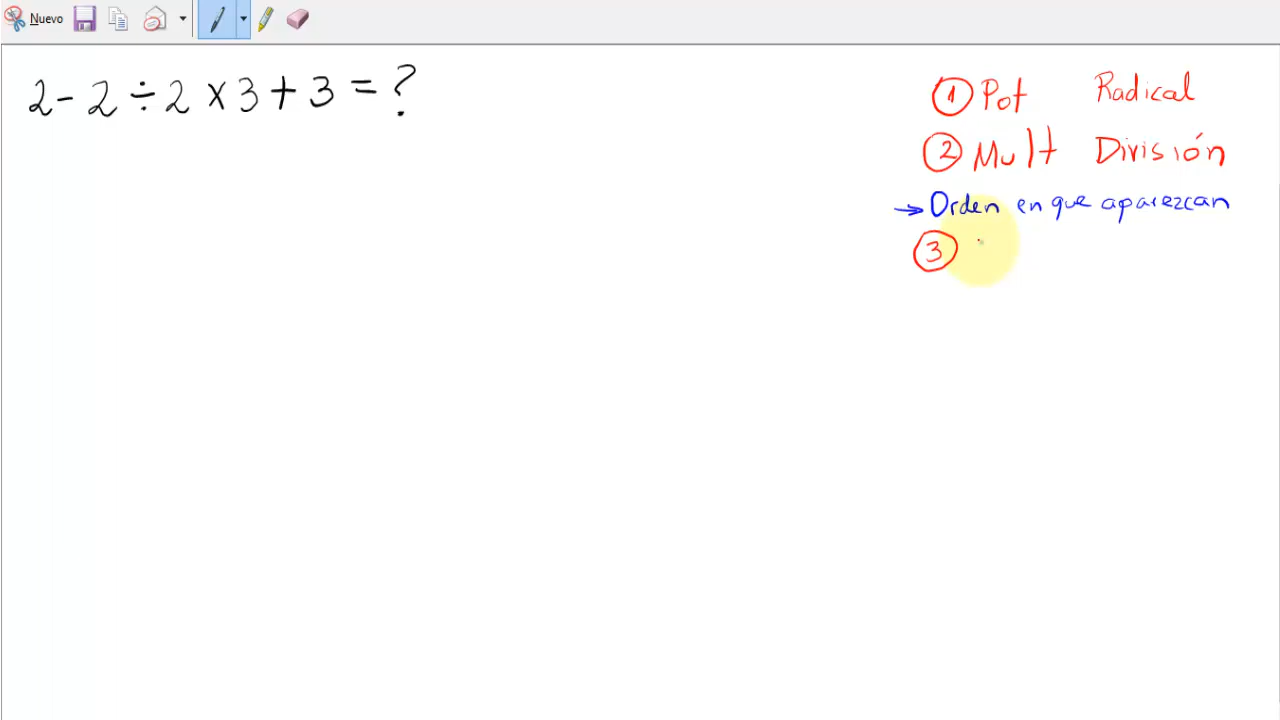 Nuevo
2 - 2 ÷ 2 × 3 + 3 = ?
① Pot Radical
② Mult División
→ Orden en que aparezcan
③